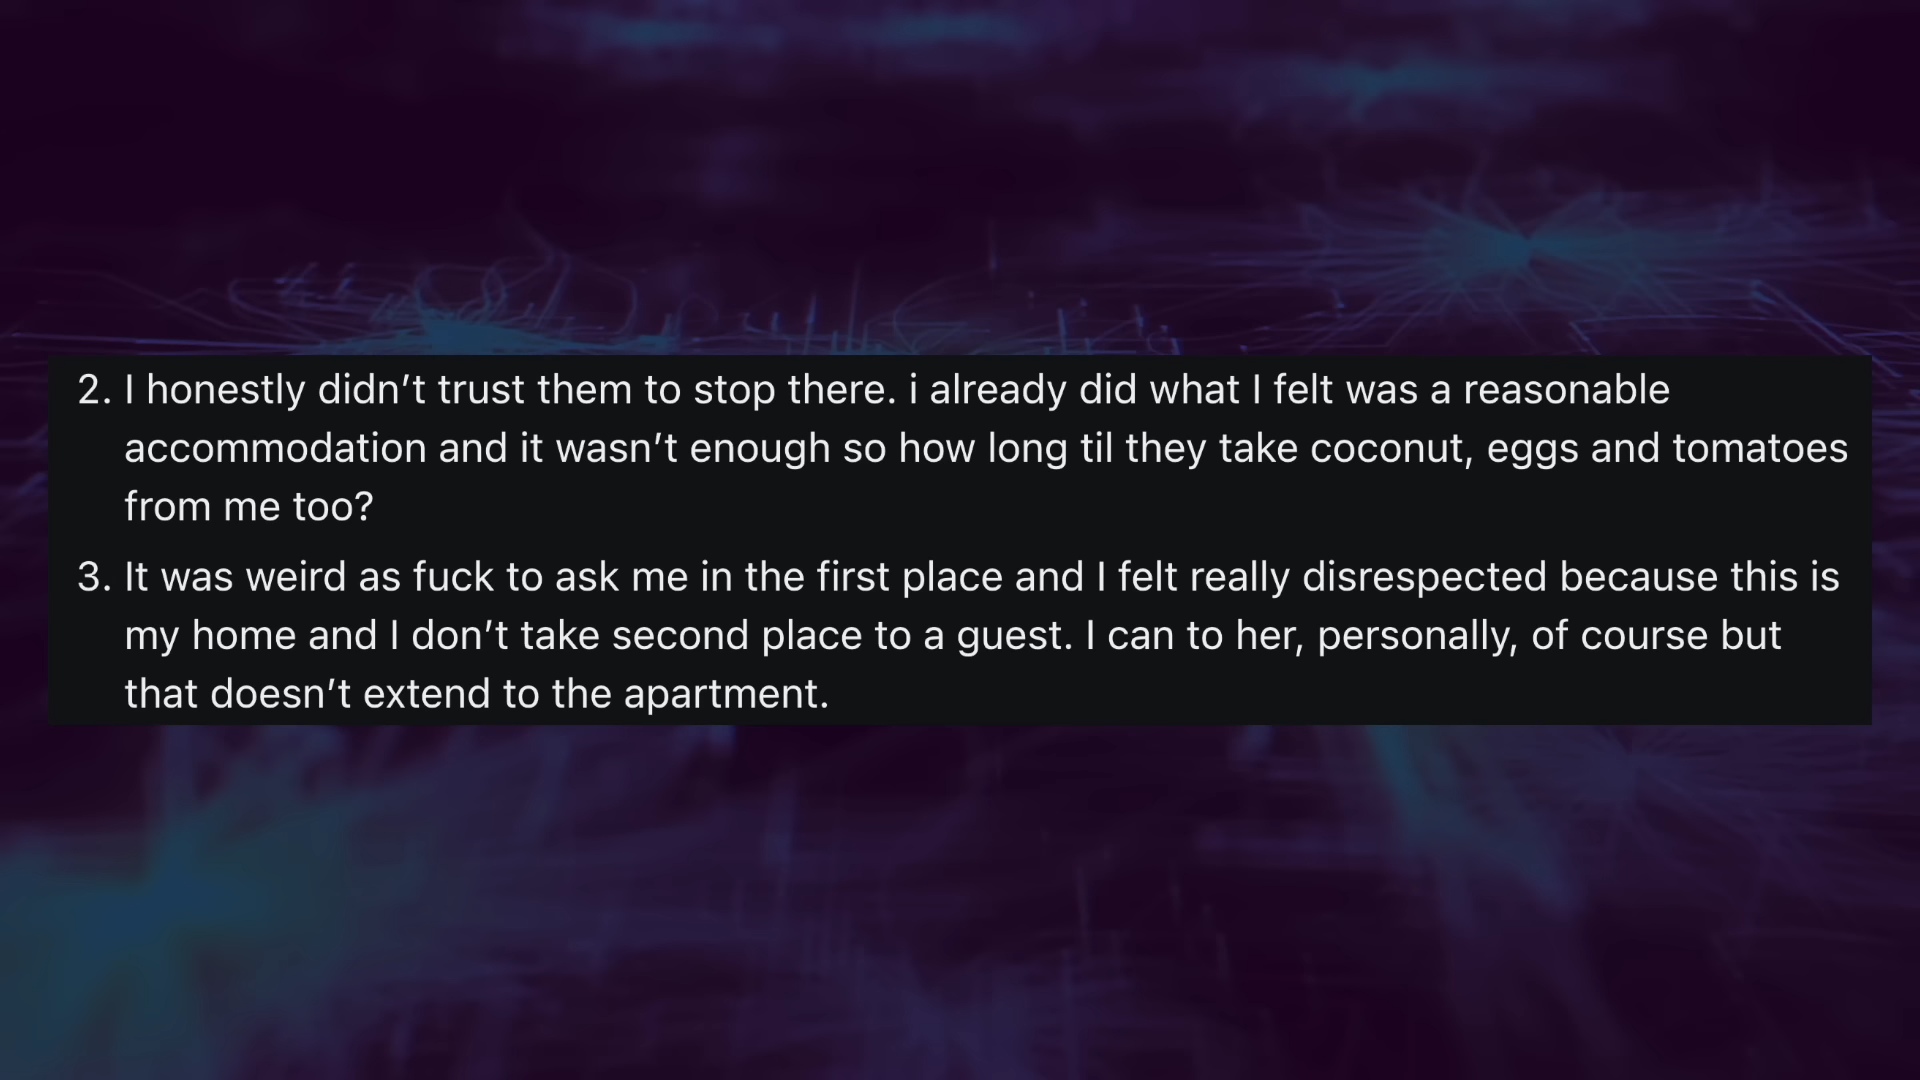 2. I honestly didn’t trust them to stop there. i already did what I felt was a reasonable
accommodation and it wasn’t enough so how long til they take coconut, eggs and tomatoes
from me too?
3. It was weird as fuck to ask me in the first place and I felt really disrespected because this is
my home and I don’t take second place to a guest. I can to her, personally, of course but
that doesn’t extend to the apartment.